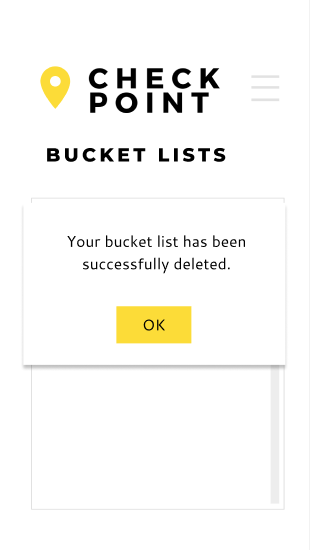 CHECK
POINT
BUCKET LISTS
Your bucket list has been
successfully deleted.
OK